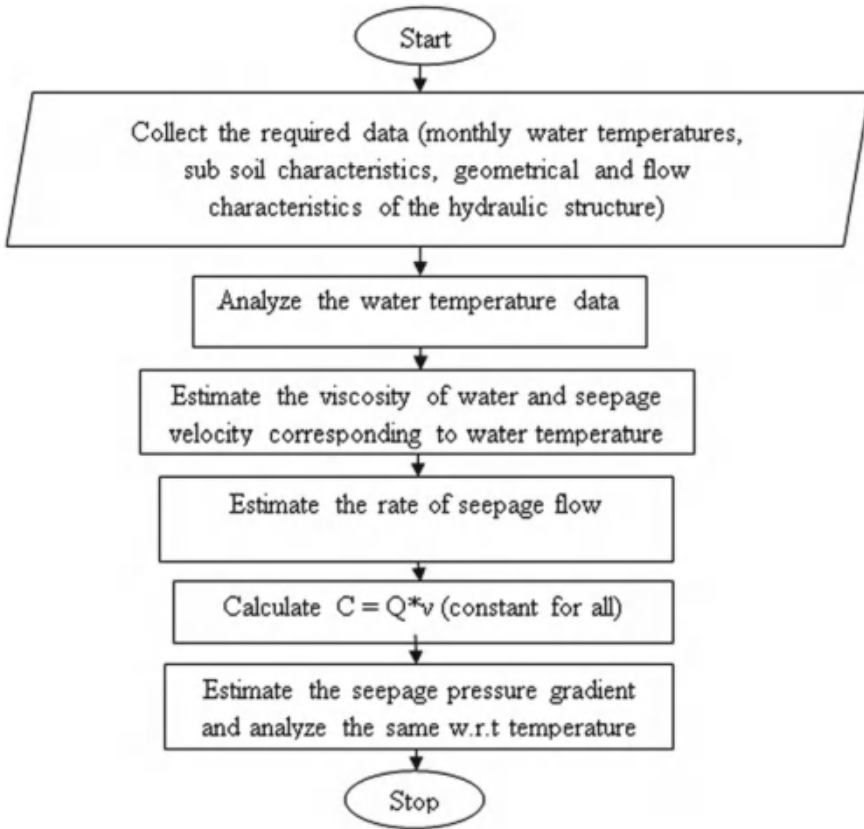 Start
Collect the required data (monthly water temperatures,
sub soil characteristics, geometrical and flow
characteristics of the hydraulic structure)
Analyze the water temperature data
Estimate the viscosity of water and seepage
velocity corresponding to water temperature
Estimate the rate of seepage flow
Calculate C = Q*ν (constant for all)
Estimate the seepage pressure gradient
and analyze the same w.r.t temperature
Stop